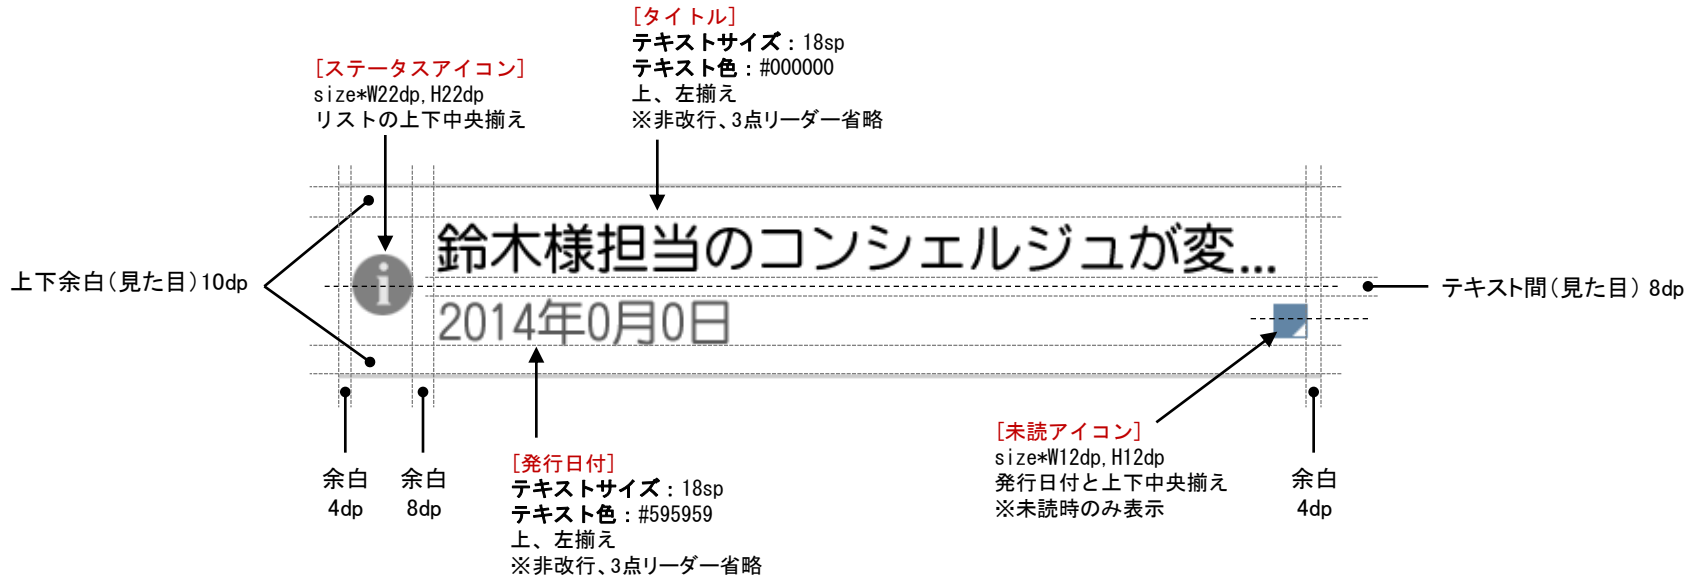 [タイトル]
テキストサイズ：18sp
テキスト色：#000000
上、左揃え
※非改行、3点リーダー省略
[ステータスアイコン]
size*W22dp,H22dp
リストの上下中央揃え
鈴木様担当のコンシェルジュが変...
i
2014年0月0日
上下余白（見た目）10dp
テキスト間（見た目）8dp
余白
4dp
余白
8dp
[発行日付]
テキストサイズ：18sp
テキスト色：#595959
上、左揃え
※非改行、3点リーダー省略
[未読アイコン]
size*W12dp,H12dp
発行日付と上下中央揃え
※未読時のみ表示
余白
4dp